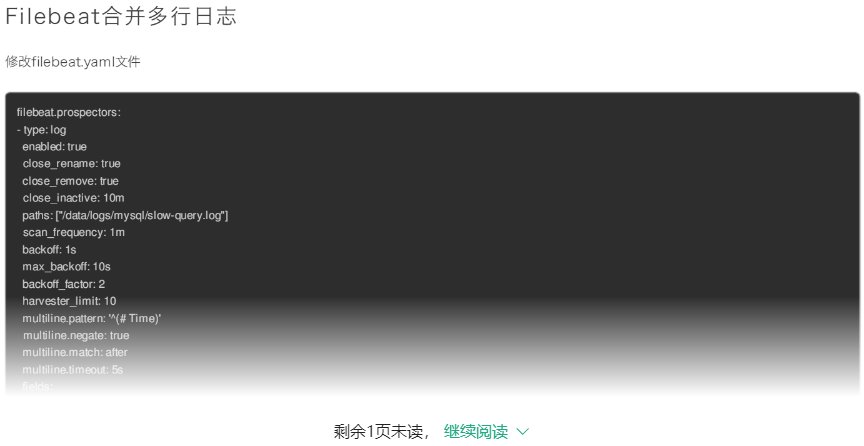 Filebeat合并多行日志
修改filebeat.yaml文件
filebeat.prospectors:
- type: log
  enabled: true
  close_rename: true
  close_remove: true
  close_inactive: 10m
  paths: ["/data/logs/mysql/slow-query.log"]
  scan_frequency: 1m
  backoff: 1s
  max_backoff: 10s
  backoff_factor: 2
  harvester_limit: 10
  multiline.pattern: '^(# Time)'
  multiline.negate: true
  multiline.match: after
  multiline.timeout: 5s
  fields:
剩余1页未读，继续阅读